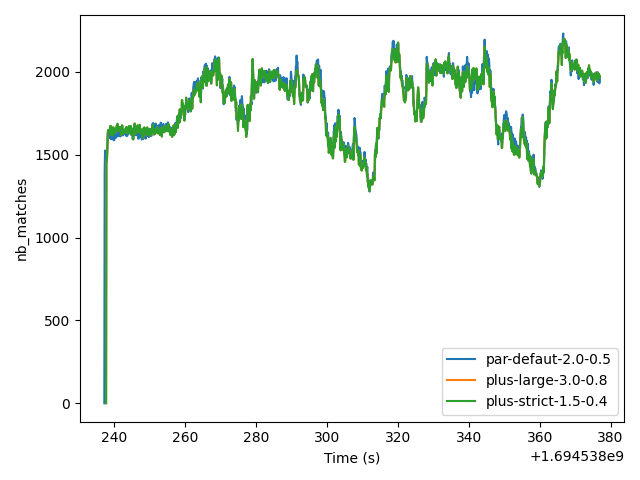 nb_matches
2000
1500
1000
500
0
240
260
280
300
320
340
360
380
Time (s)
+1.694538e9
par-defaut-2.0-0.5
plus-large-3.0-0.8
plus-strict-1.5-0.4